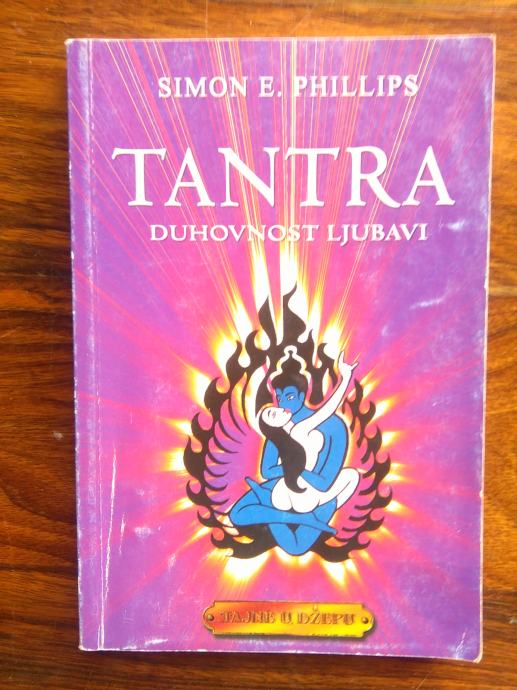 SIMON E. PHILLIPS
TANTRA
DUHOVNOST LJUBAVI
TAJNE U DŽEPU